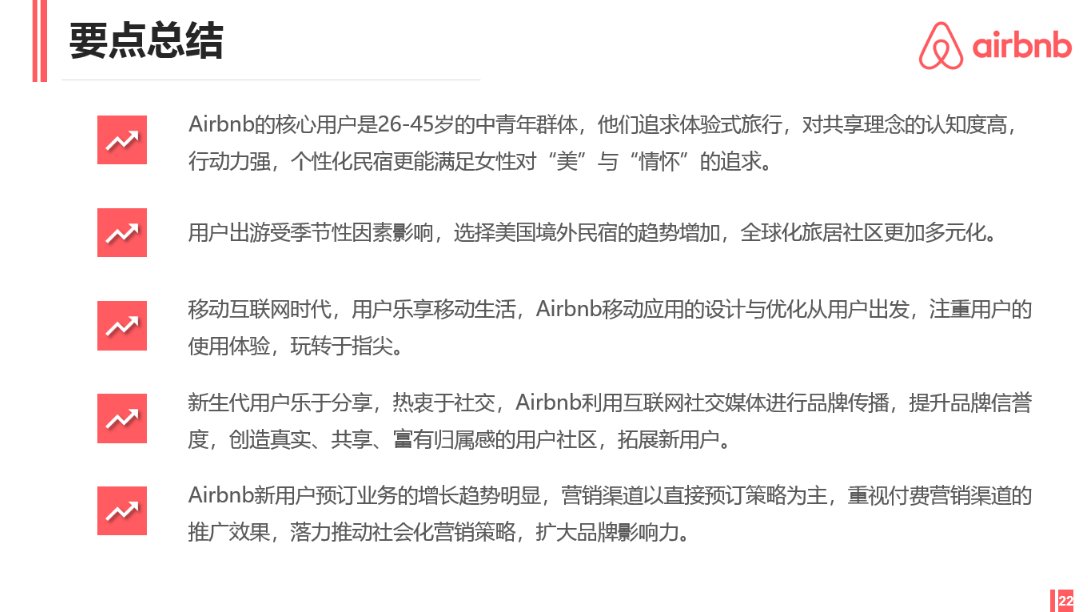 要点总结
airbnb
Airbnb的核心用户是26-45岁的中青年群体，他们追求体验式旅行，对共享理念的认知度高，
行动力强，个性化民宿更能满足女性对“美”与“情怀”的追求。
用户出游受季节性因素影响，选择美国境外民宿的趋势增加，全球化旅居社区更加多元化。
移动互联网时代，用户乐享移动生活，Airbnb移动应用的设计与优化从用户出发，注重用户的
使用体验，玩转于指尖。
新生代用户乐于分享，热衷于社交，Airbnb利用互联网社交媒体进行品牌传播，提升品牌信誉
度，创造真实、共享、富有归属感的用户社区，拓展新用户。
Airbnb新用户预订业务的增长趋势明显，营销渠道以直接预订策略为主，重视付费营销渠道的
推广效果，落力推动社会化营销策略，扩大品牌影响力。
22